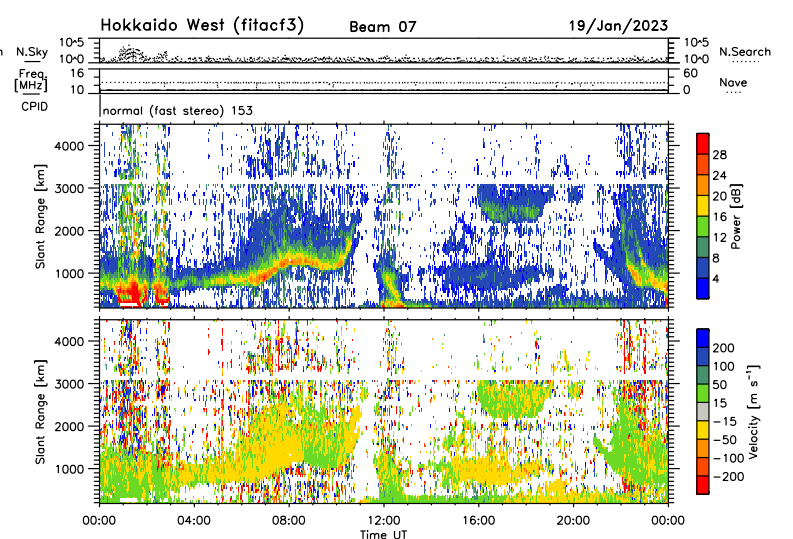 Hokkaido West (fitacf3) Beam 07 19/Jan/2023
N.Sky 10^5 10^5 N.Search
10^0 10^0
Freq. 16 60
[MHz] 10 0 Nave
CPID normal (fast stereo) 153
Slant Range [km]
4000
3000
2000
1000
28
24
20
16
12
8
4
Power [dB]
Slant Range [km]
4000
3000
2000
1000
200
100
50
15
-15
-50
-100
-200
Velocity [m s⁻¹]
00:00 04:00 08:00 12:00 16:00 20:00 00:00
Time UT